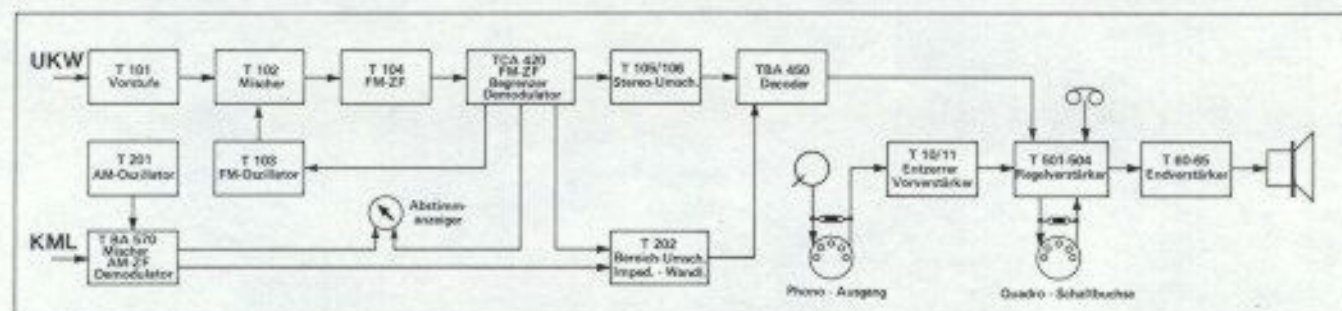 UKW
T 101
Vorstufe
T 102
Mischer
T 104
FM-ZF
TCA 420
FM-ZF
Begrenzer
Demodulator
T 105/106
Stereo-Umsch.
TBA 450
Decoder
T 201
AM-Oszillator
T 103
FM-Oszillator
Abstimm-
anzeiger
T 10/11
Entzerrer
Vorverstärker
T 501-504
Regelverstärker
T 60-65
Endverstärker
KML
T BA 570
Mischer
AM-ZF
Demodulator
T 202
Bereich-Umsch.
Imped. - Wandl.
Phono - Ausgang
Quadro - Schaltbuchse